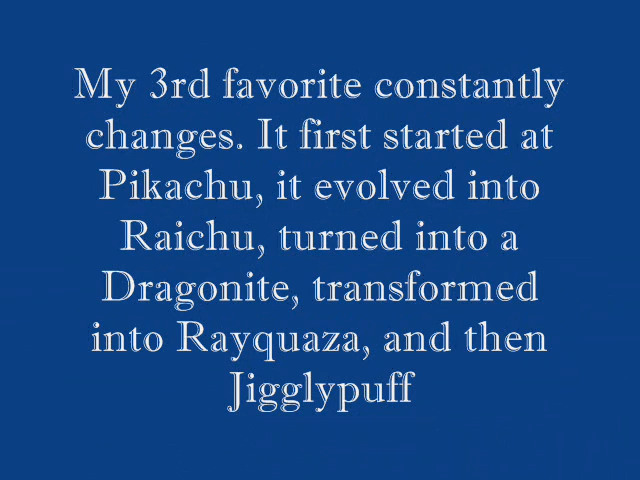 My 3rd favorite constantly
changes. It first started at
Pikachu, it evolved into
Raichu, turned into a
Dragonite, transformed
into Rayquaza, and then
Jigglypuff